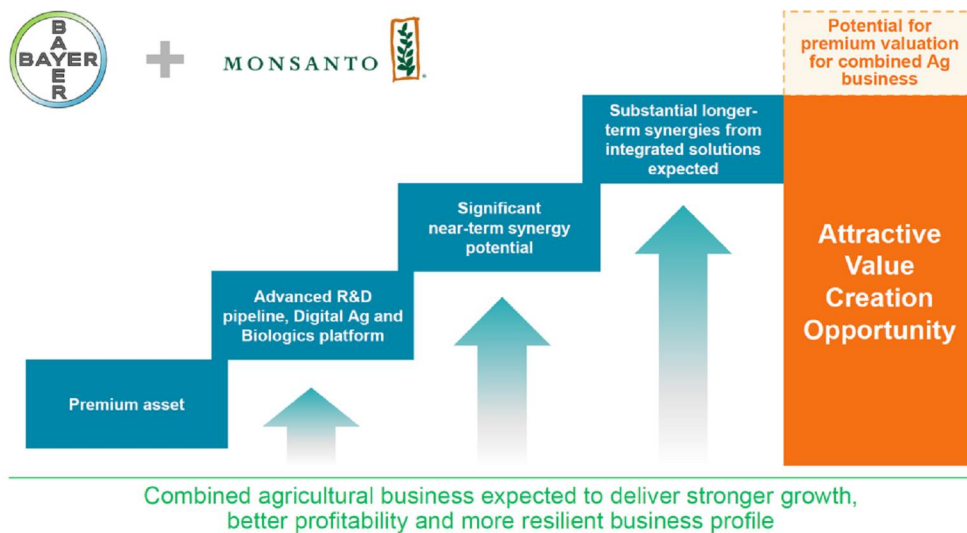 BAYER
BAYER
MONSANTO
Potential for
premium valuation
for combined Ag
business
Substantial longer-
term synergies from
integrated solutions
expected
Significant
near-term synergy
potential
Attractive
Value
Creation
Opportunity
Advanced R&D
pipeline, Digital Ag and
Biologics platform
Premium asset
Combined agricultural business expected to deliver stronger growth,
better profitability and more resilient business profile